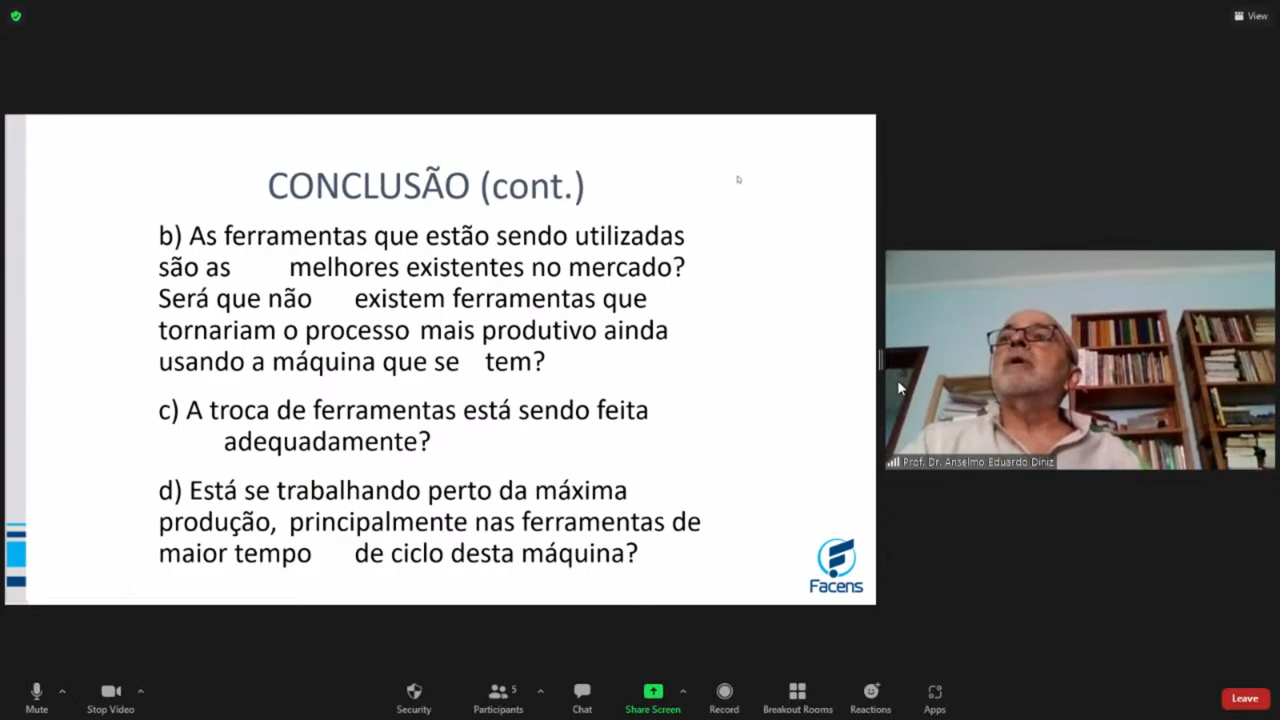 View
CONCLUSÃO (cont.)
b) As ferramentas que estão sendo utilizadas
são as melhores existentes no mercado?
Será que não existem ferramentas que
tornariam o processo mais produtivo ainda
usando a máquina que se tem?
c) A troca de ferramentas está sendo feita
adequadamente?
d) Está se trabalhando perto da máxima
produção, principalmente nas ferramentas de
maior tempo de ciclo desta máquina?
Facens
Prof. Dr. Anselmo Eduardo Diniz
Mute
Stop Video
Security
Participants 5
Chat
Share Screen
Record
Breakout Rooms
Reactions
Apps
Leave